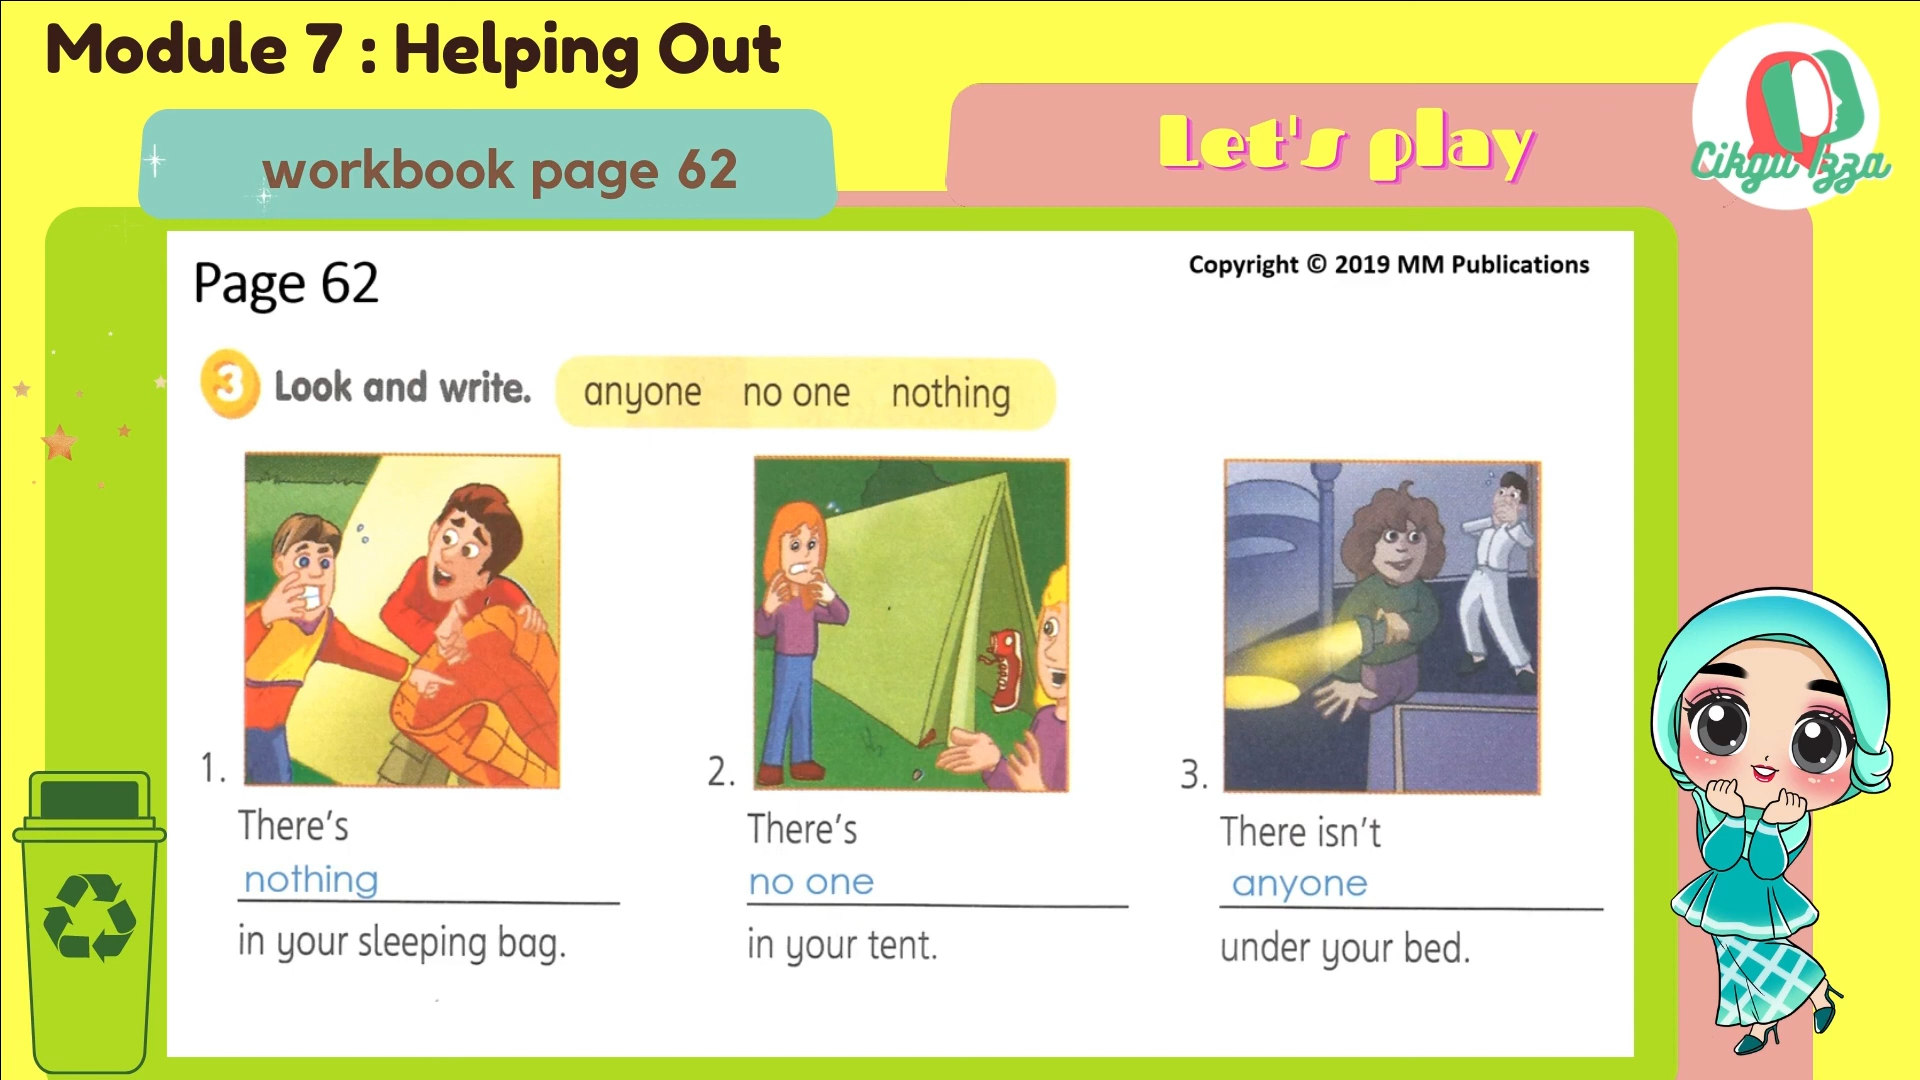 Module 7 : Helping Out
workbook page 62
Let's play
Cikgu Izza
Page 62
Copyright © 2019 MM Publications
3 Look and write.
anyone no one nothing
1.
There's
nothing
in your sleeping bag.
2.
There's
no one
in your tent.
3.
There isn't
anyone
under your bed.